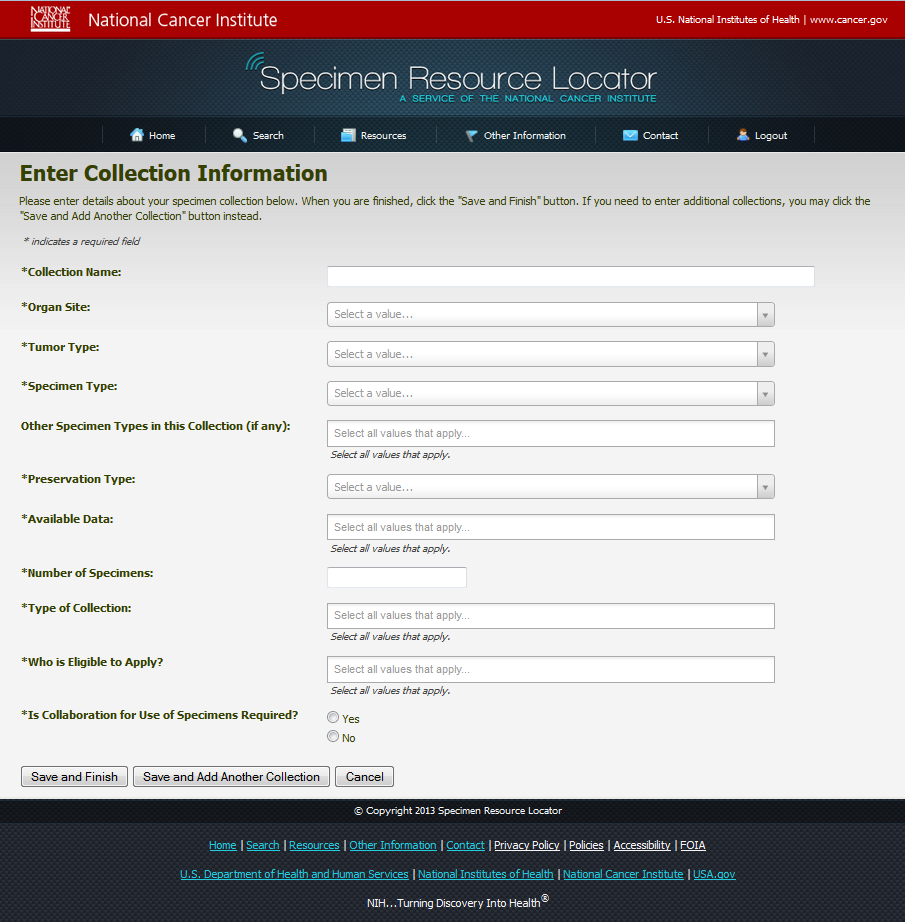 NATIONAL
CANCER
INSTITUTE
National Cancer Institute
U.S. National Institutes of Health | www.cancer.gov
Specimen Resource Locator
A SERVICE OF THE NATIONAL CANCER INSTITUTE
Home Search Resources Other Information Contact Logout
Enter Collection Information
Please enter details about your specimen collection below. When you are finished, click the "Save and Finish" button. If you need to enter additional collections, you may click the
"Save and Add Another Collection" button instead.
* indicates a required field
*Collection Name:
*Organ Site: Select a value...
*Tumor Type: Select a value...
*Specimen Type: Select a value...
Other Specimen Types in this Collection (if any): Select all values that apply...
Select all values that apply.
*Preservation Type: Select a value...
*Available Data: Select all values that apply...
Select all values that apply.
*Number of Specimens:
*Type of Collection: Select all values that apply...
Select all values that apply.
*Who is Eligible to Apply? Select all values that apply...
Select all values that apply.
*Is Collaboration for Use of Specimens Required? Yes
No
Save and Finish Save and Add Another Collection Cancel
© Copyright 2013 Specimen Resource Locator
Home | Search | Resources | Other Information | Contact | Privacy Policy | Policies | Accessibility | FOIA
U.S. Department of Health and Human Services | National Institutes of Health | National Cancer Institute | USA.gov
NIH...Turning Discovery Into Health®